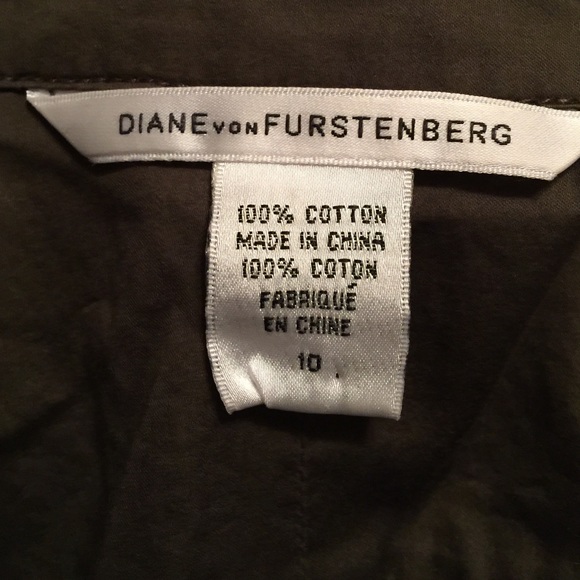 DIANE von FURSTENBERG
100% COTTON
MADE IN CHINA
100% COTON
FABRIQUÉ
EN CHINE
10